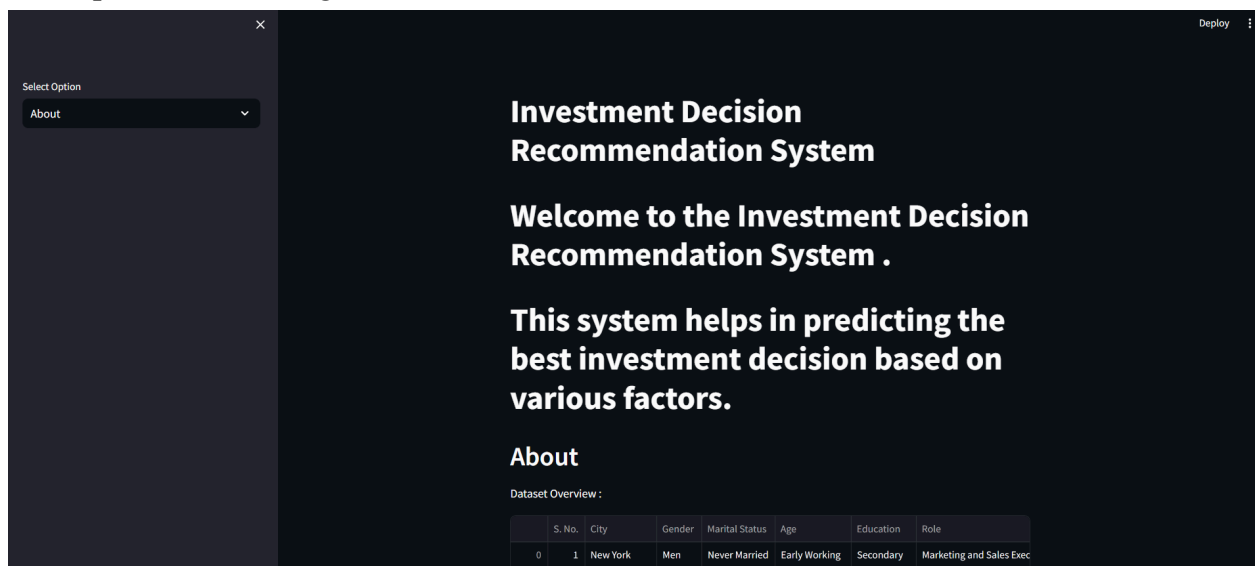 Deploy
Select Option
About
Investment Decision
Recommendation System
Welcome to the Investment Decision
Recommendation System .
This system helps in predicting the
best investment decision based on
various factors.
About
Dataset Overview :
S. No. City Gender Marital Status Age Education Role
0 1 New York Men Never Married Early Working Secondary Marketing and Sales Exec